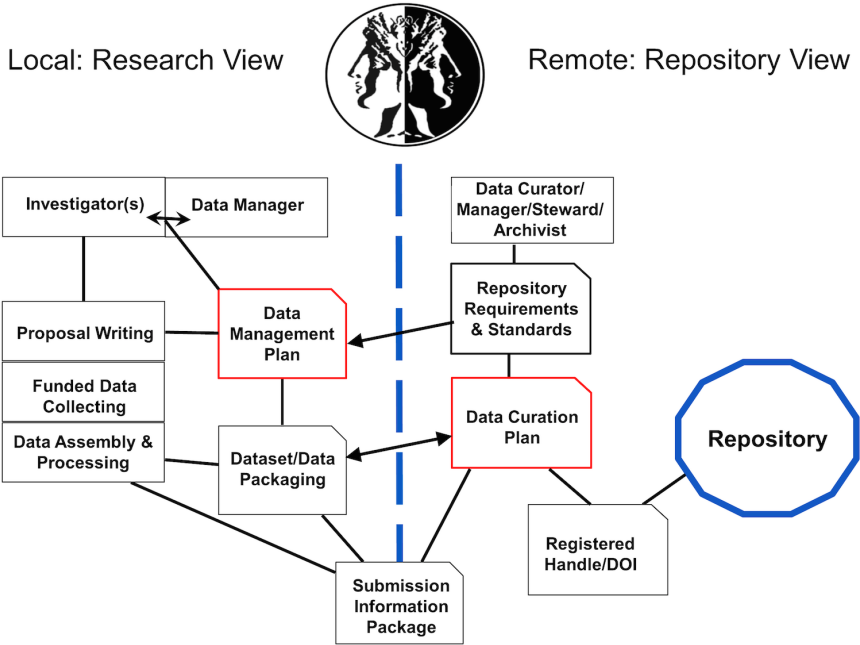 Local: Research View
Remote: Repository View
Investigator(s)
Data Manager
Data Curator/
Manager/Steward/
Archivist
Proposal Writing
Data
Management
Plan
Repository
Requirements
& Standards
Funded Data
Collecting
Data Assembly &
Processing
Dataset/Data
Packaging
Data Curation
Plan
Repository
Registered
Handle/DOI
Submission
Information
Package